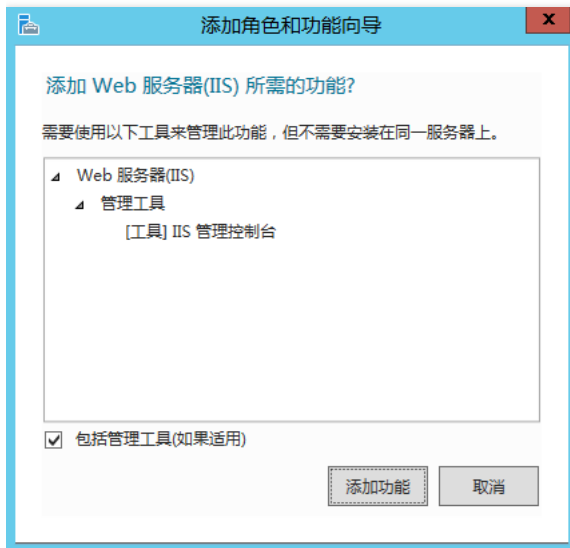 添加角色和功能向导
x
添加 Web 服务器(IIS) 所需的功能?
需要使用以下工具来管理此功能，但不需要安装在同一服务器上。
Web 服务器(IIS)
管理工具
[工具] IIS 管理控制台
包括管理工具(如果适用)
添加功能 取消